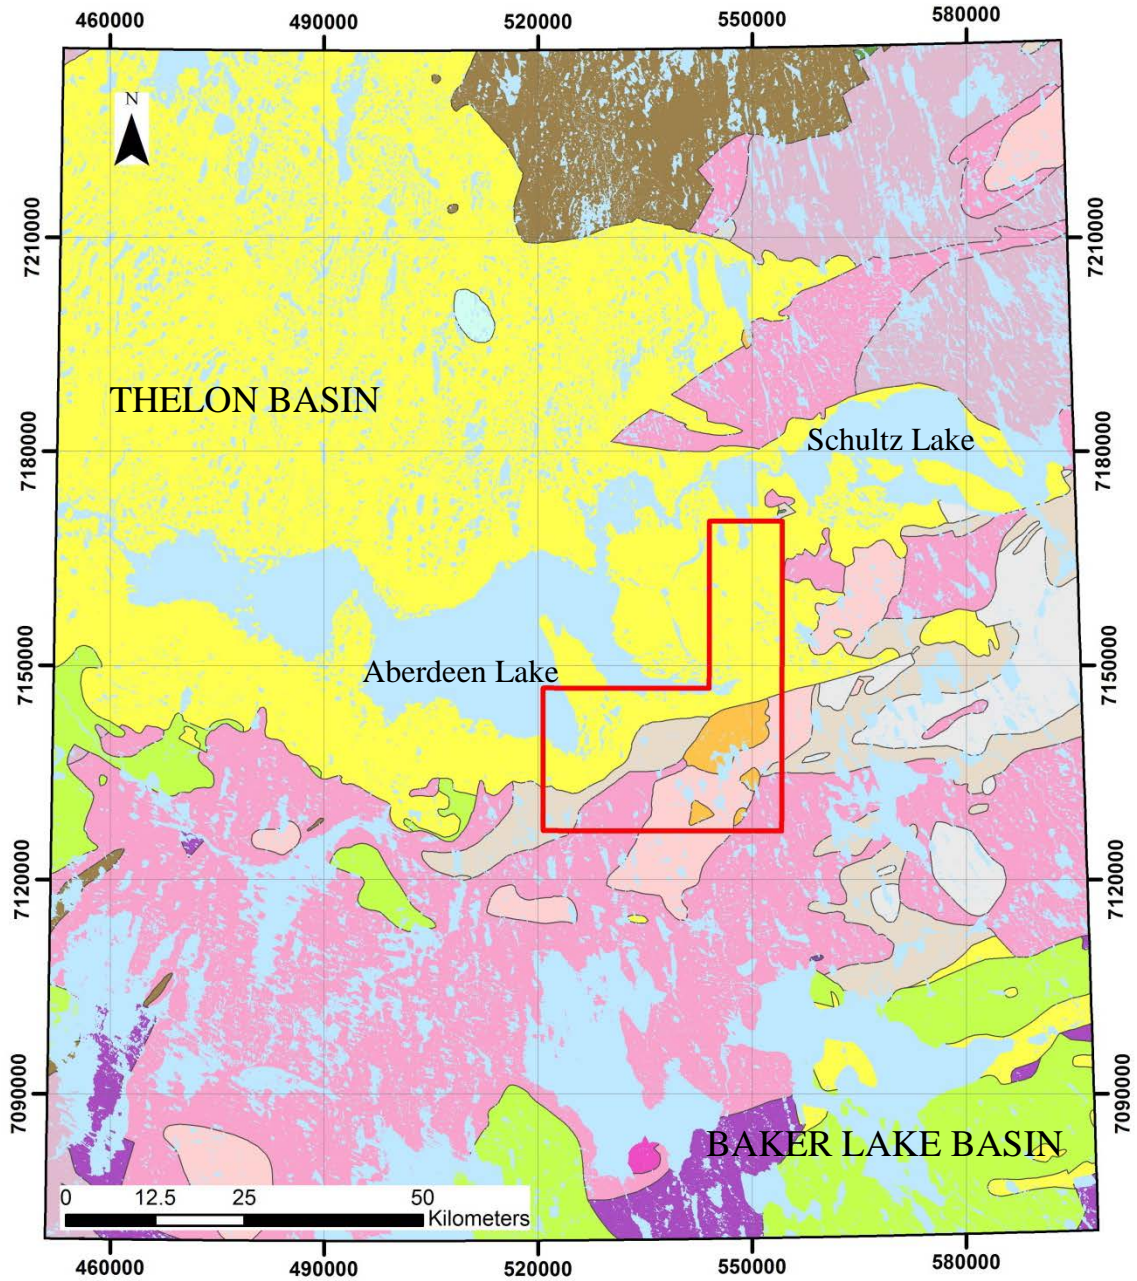 460000 490000 520000 550000 580000
N
7210000 7210000
THELON BASIN
Schultz Lake
7180000 7180000
Aberdeen Lake
7150000 7150000
7120000 7120000
7090000 7090000
BAKER LAKE BASIN
0 12.5 25 50
Kilometers
460000 490000 520000 550000 580000